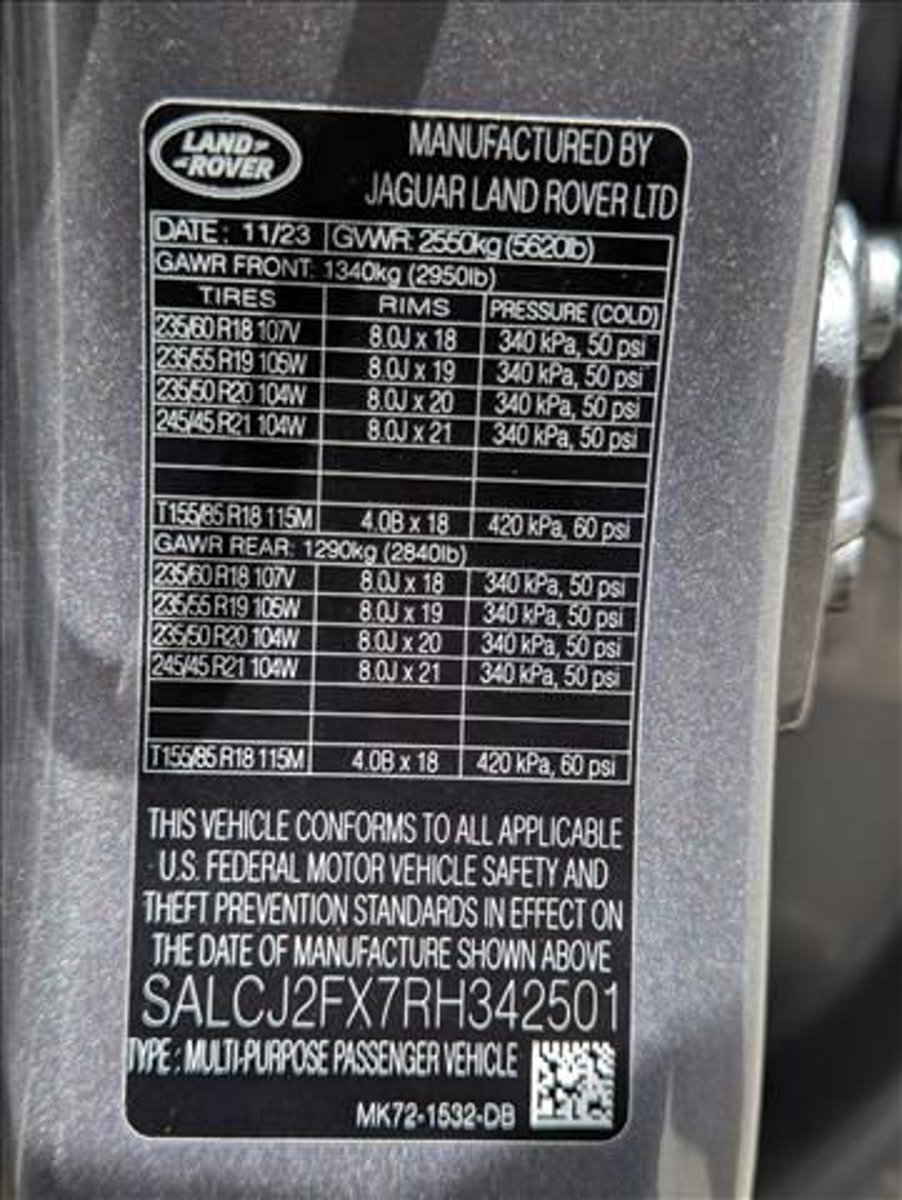 LAND
ROVER
MANUFACTURED BY
JAGUAR LAND ROVER LTD
DATE: 11/23 GVWR: 2550kg (5620lb)
GAWR FRONT: 1340kg (2950lb)
TIRES RIMS PRESSURE (COLD)
235/60 R18 107V 8.0J x 18 340 kPa, 50 psi
235/55 R19 105W 8.0J x 19 340 kPa, 50 psi
235/50 R20 104W 8.0J x 20 340 kPa, 50 psi
245/45 R21 104W 8.0J x 21 340 kPa, 50 psi
T155/85 R18 115M 4.0B x 18 420 kPa, 60 psi
GAWR REAR: 1290kg (2840lb)
235/60 R18 107V 8.0J x 18 340 kPa, 50 psi
235/55 R19 105W 8.0J x 19 340 kPa, 50 psi
235/50 R20 104W 8.0J x 20 340 kPa, 50 psi
245/45 R21 104W 8.0J x 21 340 kPa, 50 psi
T155/85 R18 115M 4.0B x 18 420 kPa, 60 psi
THIS VEHICLE CONFORMS TO ALL APPLICABLE
U.S. FEDERAL MOTOR VEHICLE SAFETY AND
THEFT PREVENTION STANDARDS IN EFFECT ON
THE DATE OF MANUFACTURE SHOWN ABOVE
SALCJ2FX7RH342501
TYPE : MULTI-PURPOSE PASSENGER VEHICLE
MK72-1532-DB